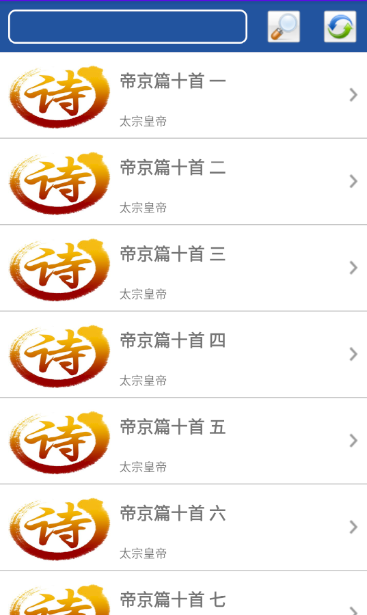 诗
帝京篇十首 一
太宗皇帝
诗
帝京篇十首 二
太宗皇帝
诗
帝京篇十首 三
太宗皇帝
诗
帝京篇十首 四
太宗皇帝
诗
帝京篇十首 五
太宗皇帝
诗
帝京篇十首 六
太宗皇帝
诗
帝京篇十首 七